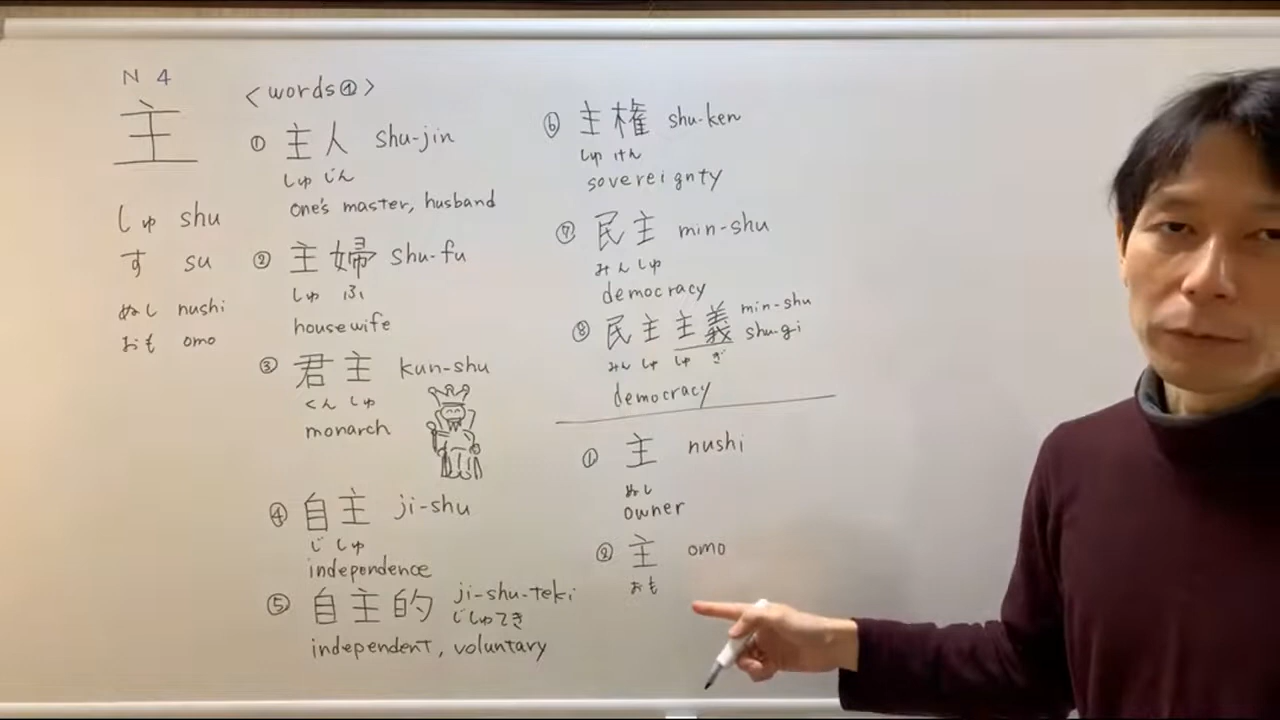 N 4
主
しゅ shu
す su
ぬし nushi
おも omo
<words①>
① 主人 shu-jin
しゅ じん
one's master, husband
② 主婦 shu-fu
しゅ ふ
housewife
③ 君主 kun-shu
くん しゅ
monarch
④ 自主 ji-shu
じ しゅ
independence
⑤ 自主的 ji-shu-teki
じしゅてき
independent, voluntary
⑥ 主権 shu-ken
しゅ けん
sovereignty
⑦ 民主 min-shu
みん しゅ
democracy
⑧ 民主主義 min-shu
shu-gi
みん しゅ しゅ ぎ
democracy
① 主 nushi
ぬし
owner
② 主 omo
おも